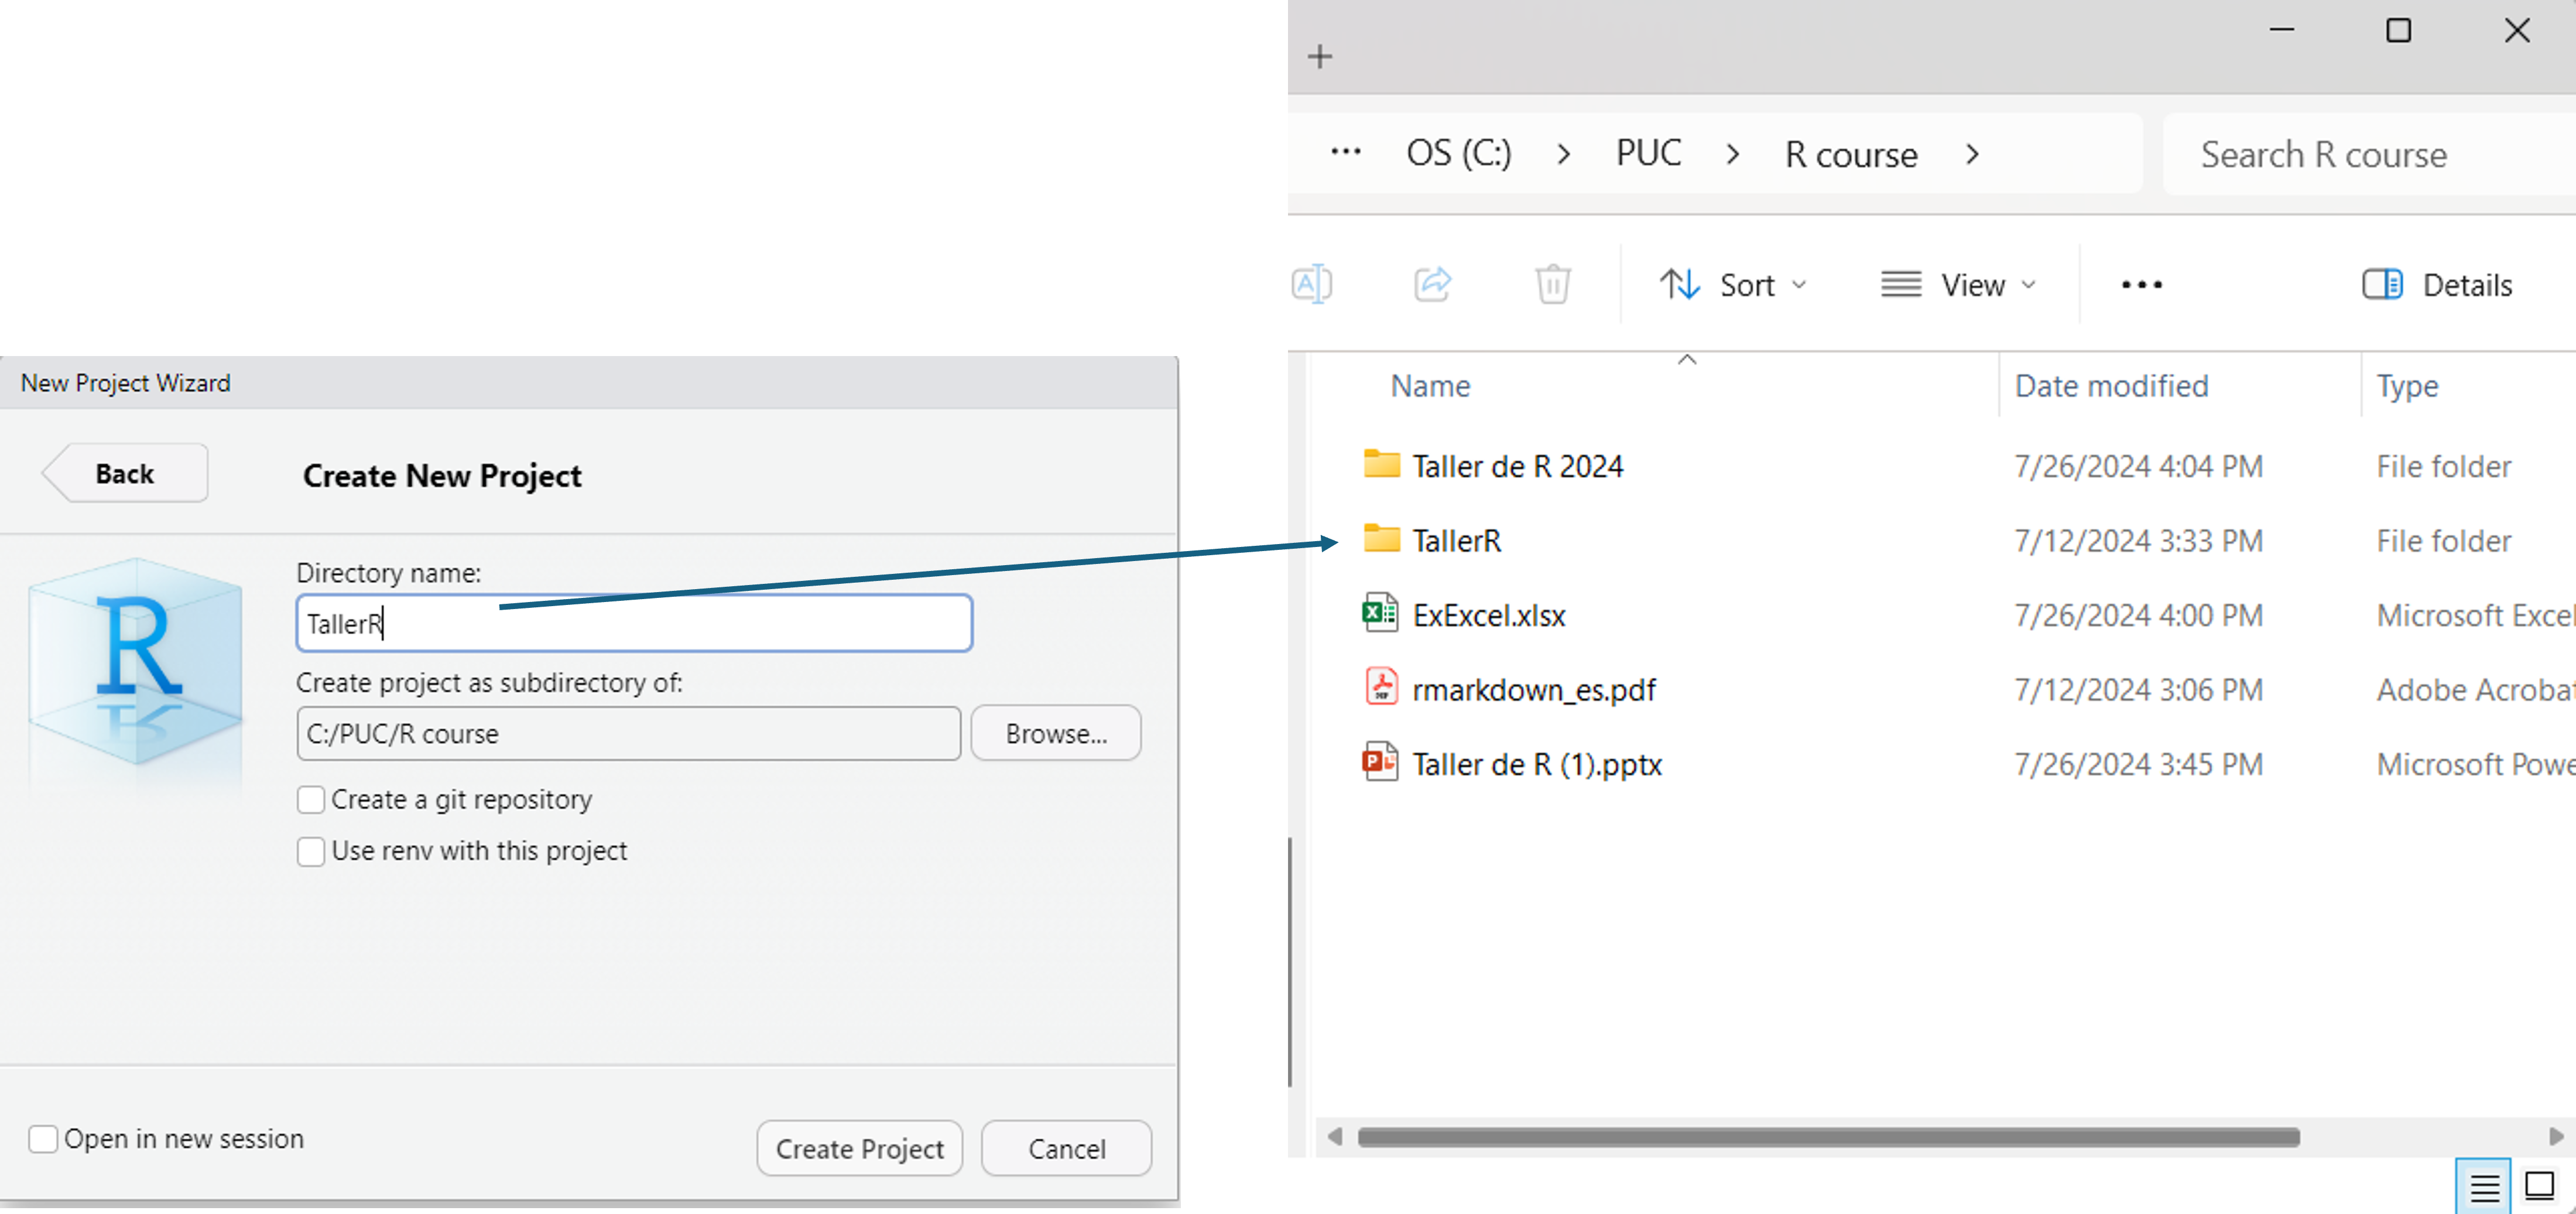 New Project Wizard
Back
Create New Project
R
Directory name:
TallerR
Create project as subdirectory of:
C:/PUC/R course
Browse...
Create a git repository
Use renv with this project
Open in new session
Create Project
Cancel
OS (C:) > PUC > R course >
Search R course
Sort
View
Details
Name Date modified Type
Taller de R 2024 7/26/2024 4:04 PM File folder
TallerR 7/12/2024 3:33 PM File folder
ExExcel.xlsx 7/26/2024 4:00 PM Microsoft Excel
rmarkdown_es.pdf 7/12/2024 3:06 PM Adobe Acrobat
Taller de R (1).pptx 7/26/2024 3:45 PM Microsoft Powe